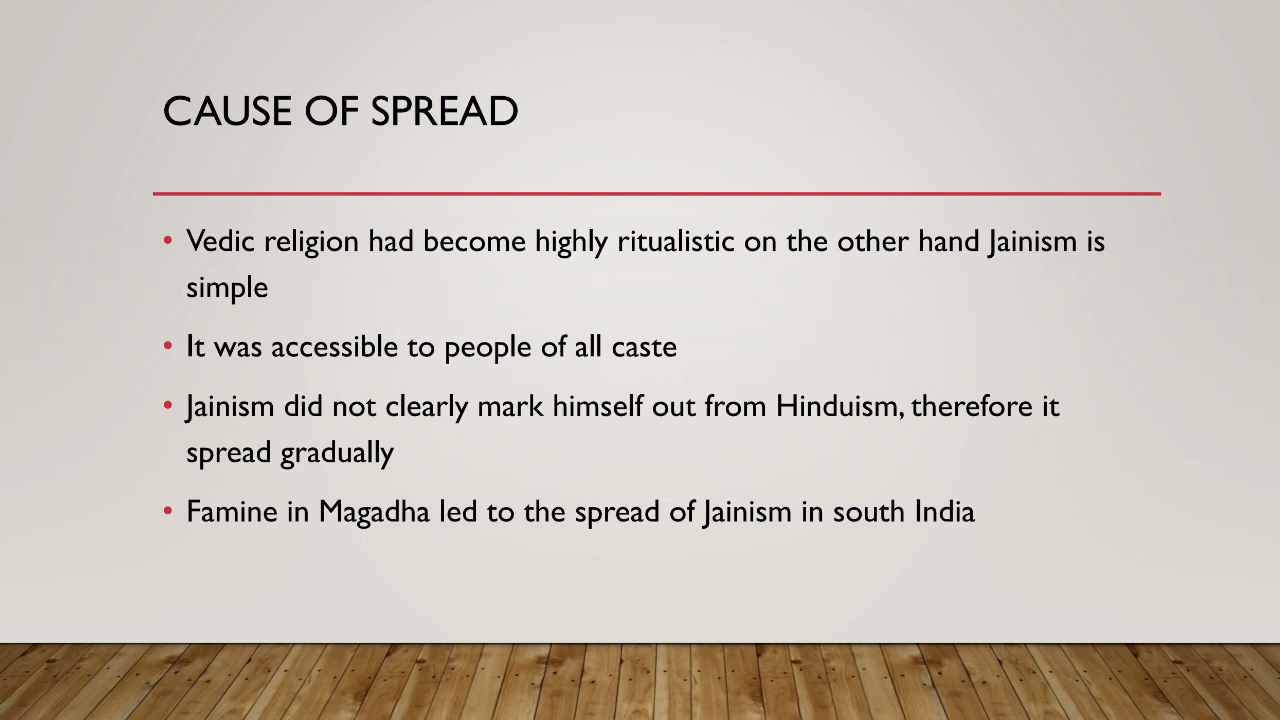 CAUSE OF SPREAD
• Vedic religion had become highly ritualistic on the other hand Jainism is
simple
• It was accessible to people of all caste
• Jainism did not clearly mark himself out from Hinduism, therefore it
spread gradually
• Famine in Magadha led to the spread of Jainism in south India